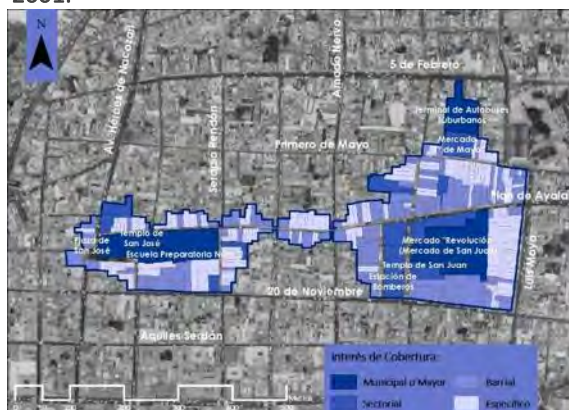 2001.
N
Av. Héroes de Nacozari
Amado Nervo
5 de Febrero
Terminal de Autobuses
Suburbanos
Serapio Rendón
Primero de Mayo
Mercado
1° de Mayo
Plan de Ayala
Plaza de
San José
Templo de
San José
Escuela Preparatoria
Mercado "Revolución"
(Mercado de San Juan)
Templo de San Juan
Estación de
Bomberos
Luis Moya
20 de Noviembre
Aquiles Serdán
Interés de Cobertura:
Municipal o Mayor
Barrial
Sectorial
Específico